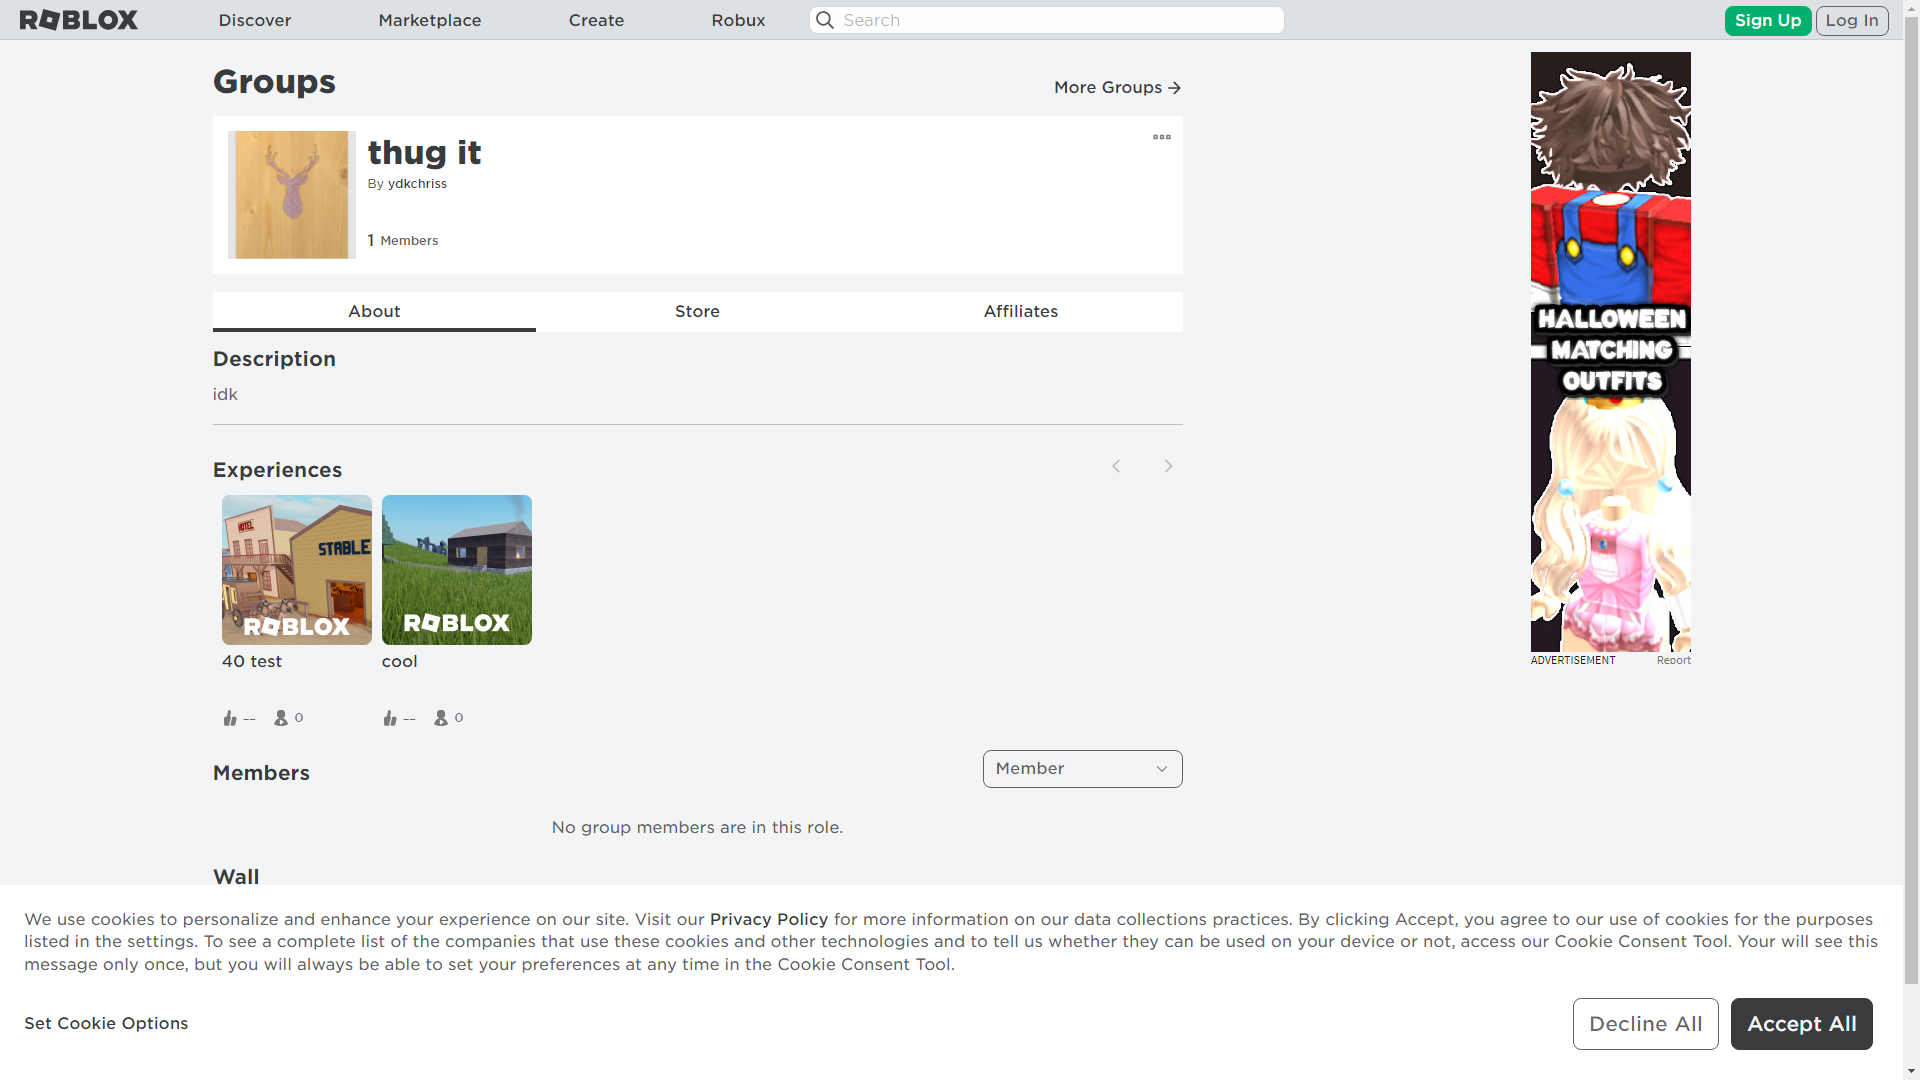 ROBLOX
Discover
Marketplace
Create
Robux
Search
Sign Up
Log In
Groups
More Groups
thug it
By ydkchriss
1 Members
About
Store
Affiliates
Description
idk
Experiences
HOTEL
STABLE
ROBLOX
ROBLOX
40 test
cool
--
0
--
0
Members
Member
No group members are in this role.
Wall
HALLOWEEN
MATCHING
OUTFITS
ADVERTISEMENT
Report
We use cookies to personalize and enhance your experience on our site. Visit our Privacy Policy for more information on our data collections practices. By clicking Accept, you agree to our use of cookies for the purposes
listed in the settings. To see a complete list of the companies that use these cookies and other technologies and to tell us whether they can be used on your device or not, access our Cookie Consent Tool. Your will see this
message only once, but you will always be able to set your preferences at any time in the Cookie Consent Tool.
Set Cookie Options
Decline All
Accept All